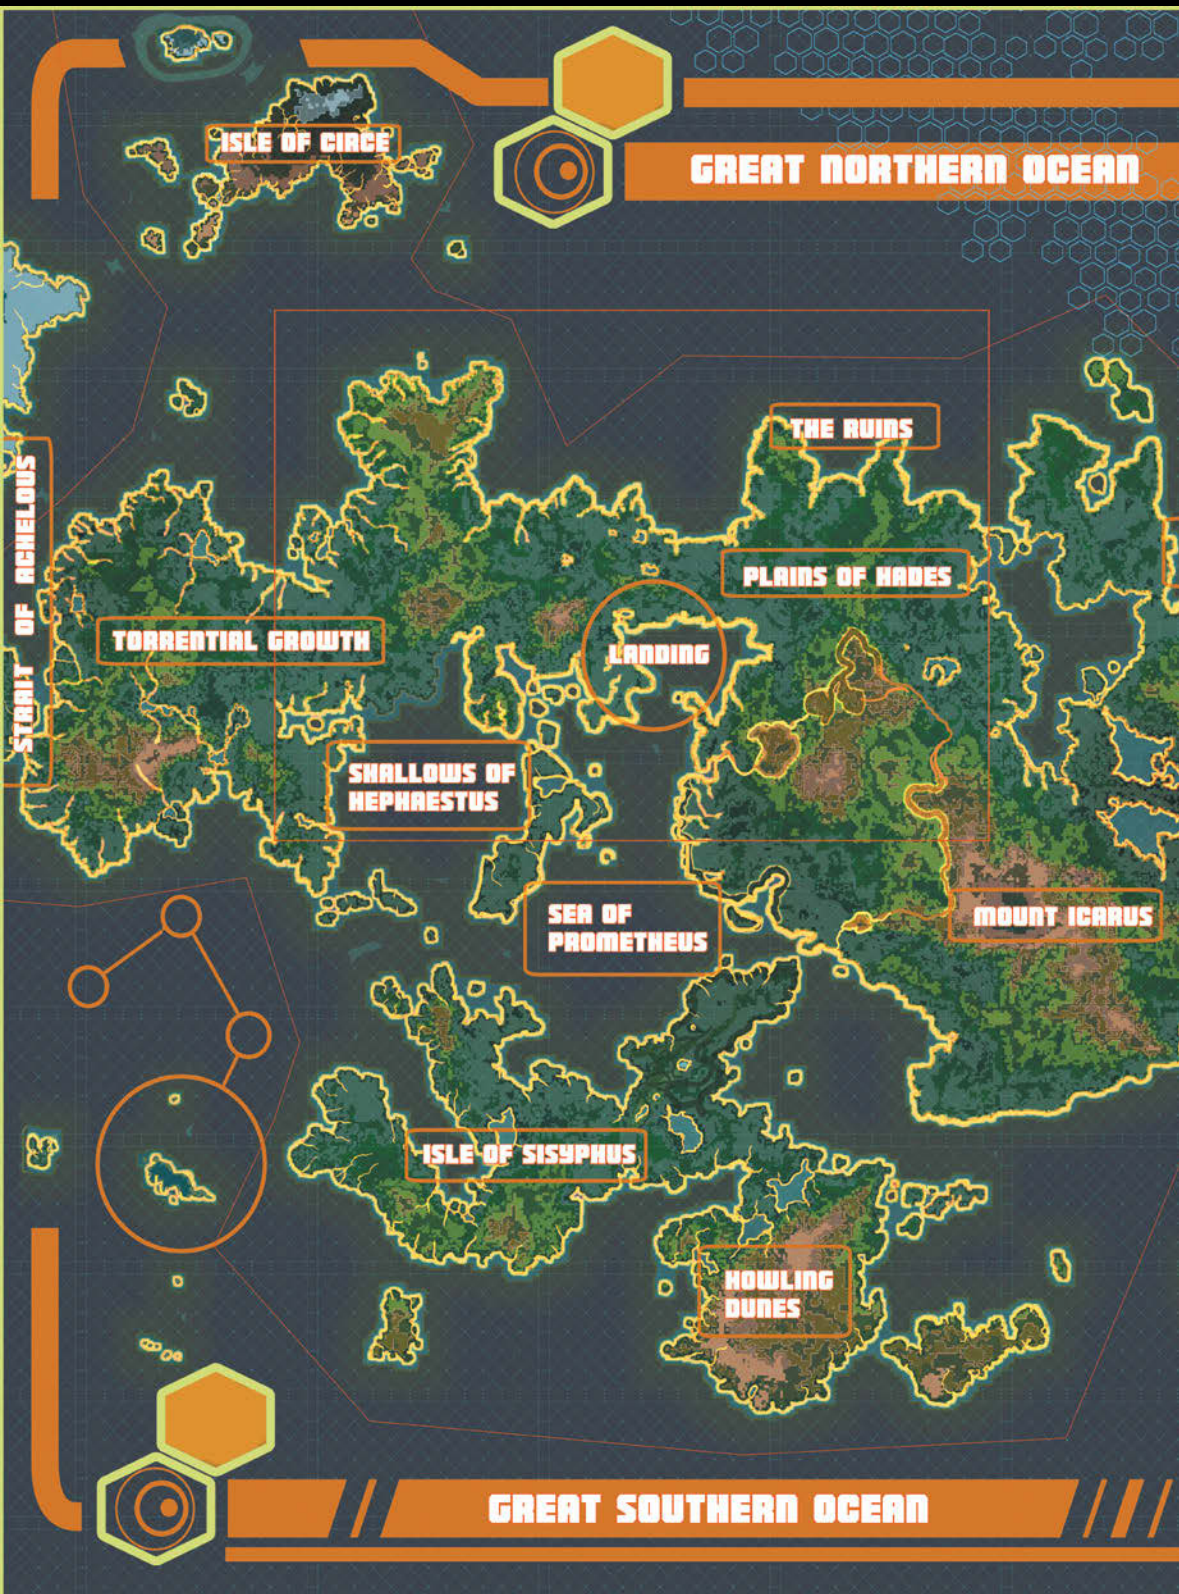 ISLE OF CIRCE
GREAT NORTHERN OCEAN
THE RUINS
STRAIT OF ACHELOUS
PLAINS OF HADES
TORRENTIAL GROWTH
LANDING
SHALLOWS OF
HEPHAESTUS
SEA OF
PROMETHEUS
MOUNT ICARUS
ISLE OF SISYPHUS
HOWLING
DUNES
GREAT SOUTHERN OCEAN